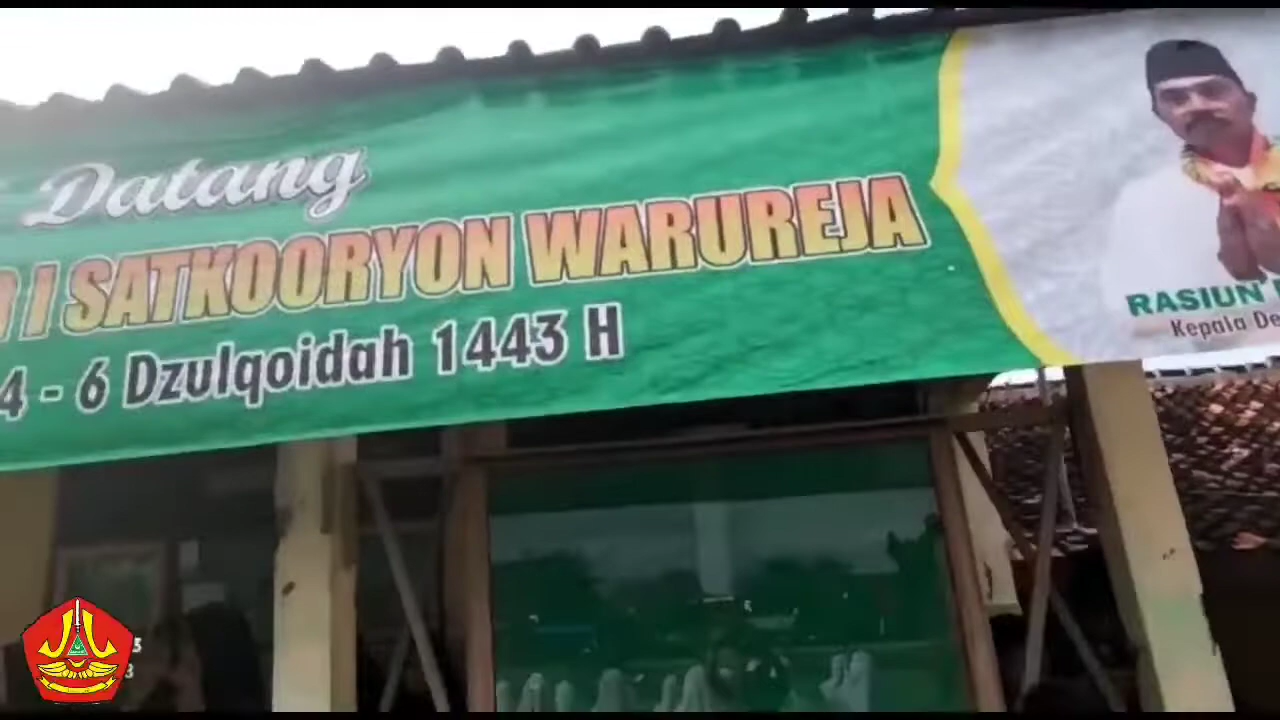 Datang
I SATKOORYON WARUREJA
4 - 6 Dzulqoidah 1443 H
RASIUN
Kepala De